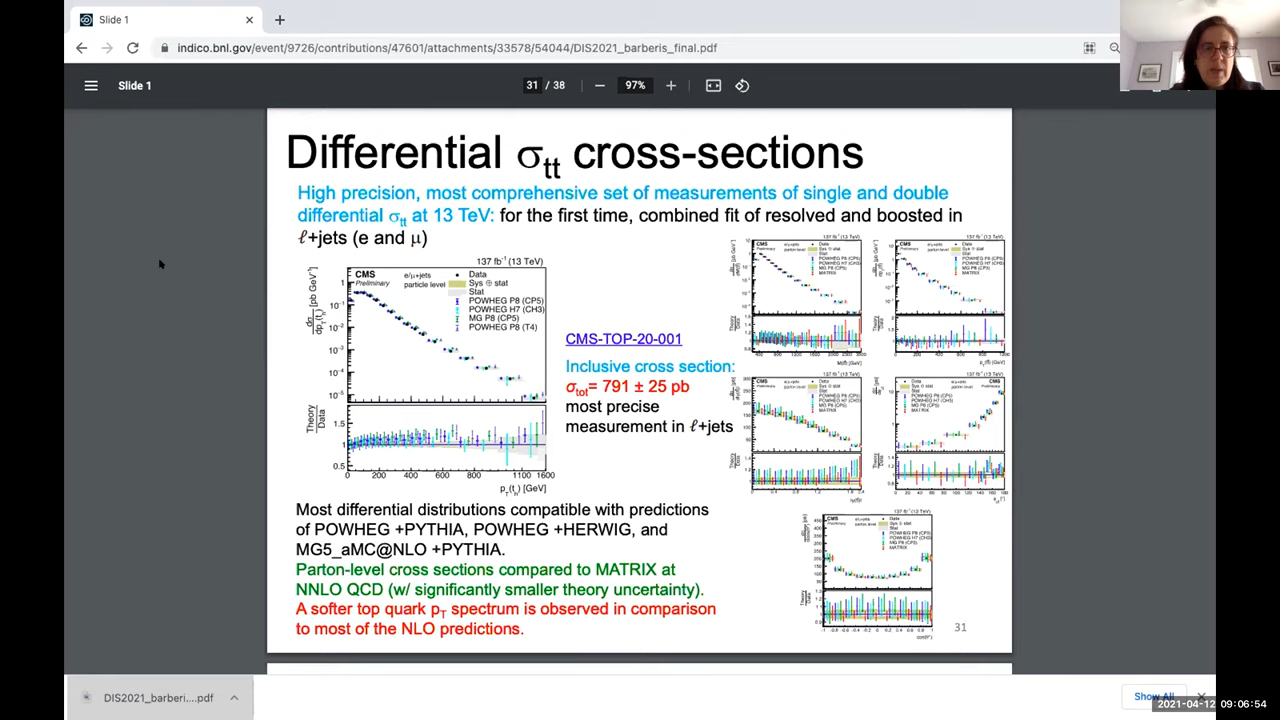 Slide 1
indico.bnl.gov/event/9726/contributions/47601/attachments/33578/54044/DIS2021_barberis_final.pdf
Slide 1
31 / 38
97%
Differential σtt cross-sections
High precision, most comprehensive set of measurements of single and double
differential σtt at 13 TeV: for the first time, combined fit of resolved and boosted in
ℓ+jets (e and μ)
137 fb⁻¹ (13 TeV)
CMS
Preliminary
e/μ+jets
particle level
Data
Sys ⊕ stat
Stat
POWHEG P8 (CP5)
POWHEG H7 (CH3)
MG P8 (CP5)
POWHEG P8 (T4)
Theory
Data
0 200 400 600 800 1100 1600
CMS-TOP-20-001
Inclusive cross section:
σtot= 791 ± 25 pb
most precise
measurement in ℓ+jets
Most differential distributions compatible with predictions
of POWHEG +PYTHIA, POWHEG +HERWIG, and
MG5_aMC@NLO +PYTHIA.
Parton-level cross sections compared to MATRIX at
NNLO QCD (w/ significantly smaller theory uncertainty).
A softer top quark pT spectrum is observed in comparison
to most of the NLO predictions.
31
DIS2021_barberi....pdf
Show All
2021-04-12 09:06:54